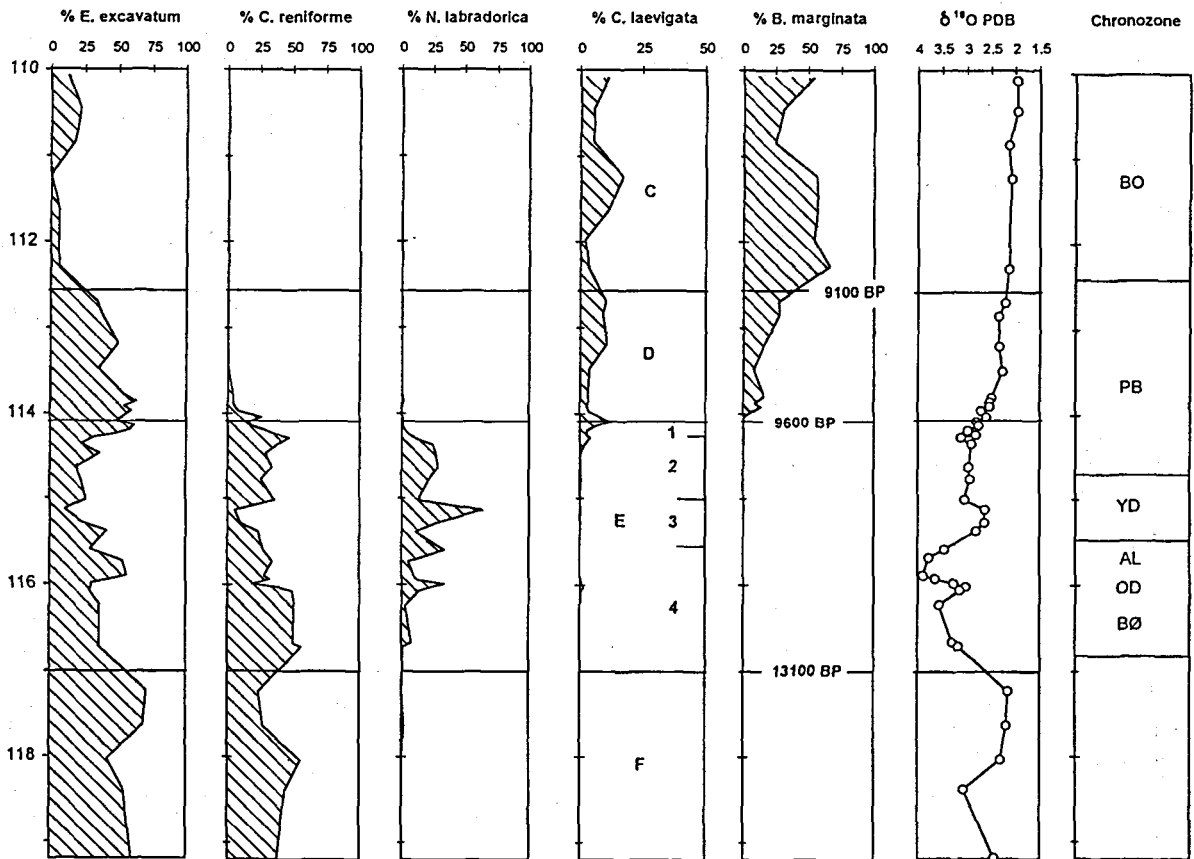 % E. excavatum % C. reniforme % N. labradorica % C. laevigata % B. marginata δ ¹⁸O PDB Chronozone
0 25 50 75 100 0 25 50 75 100 0 25 50 75 100 0 25 50 0 25 50 75 100 4 3.5 3 2.5 2 1.5
110
C BO
112
9100 BP
D PB
114
9600 BP
1
2
E 3 YD
AL
116 OD
4 BØ
13100 BP
118
F